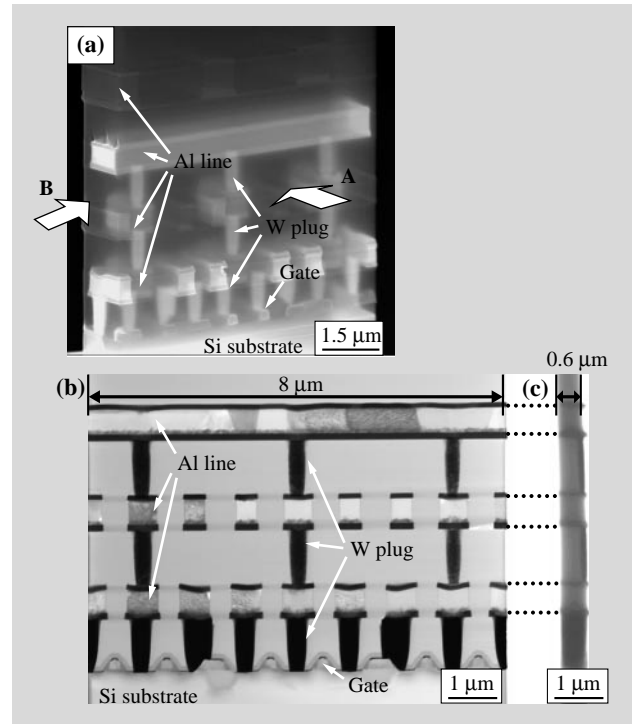 (a)
Al line
B
A
W plug
Gate
1.5 µm
Si substrate
(b)
8 µm
(c)
0.6 µm
Al line
W plug
Gate
Si substrate
1 µm
1 µm